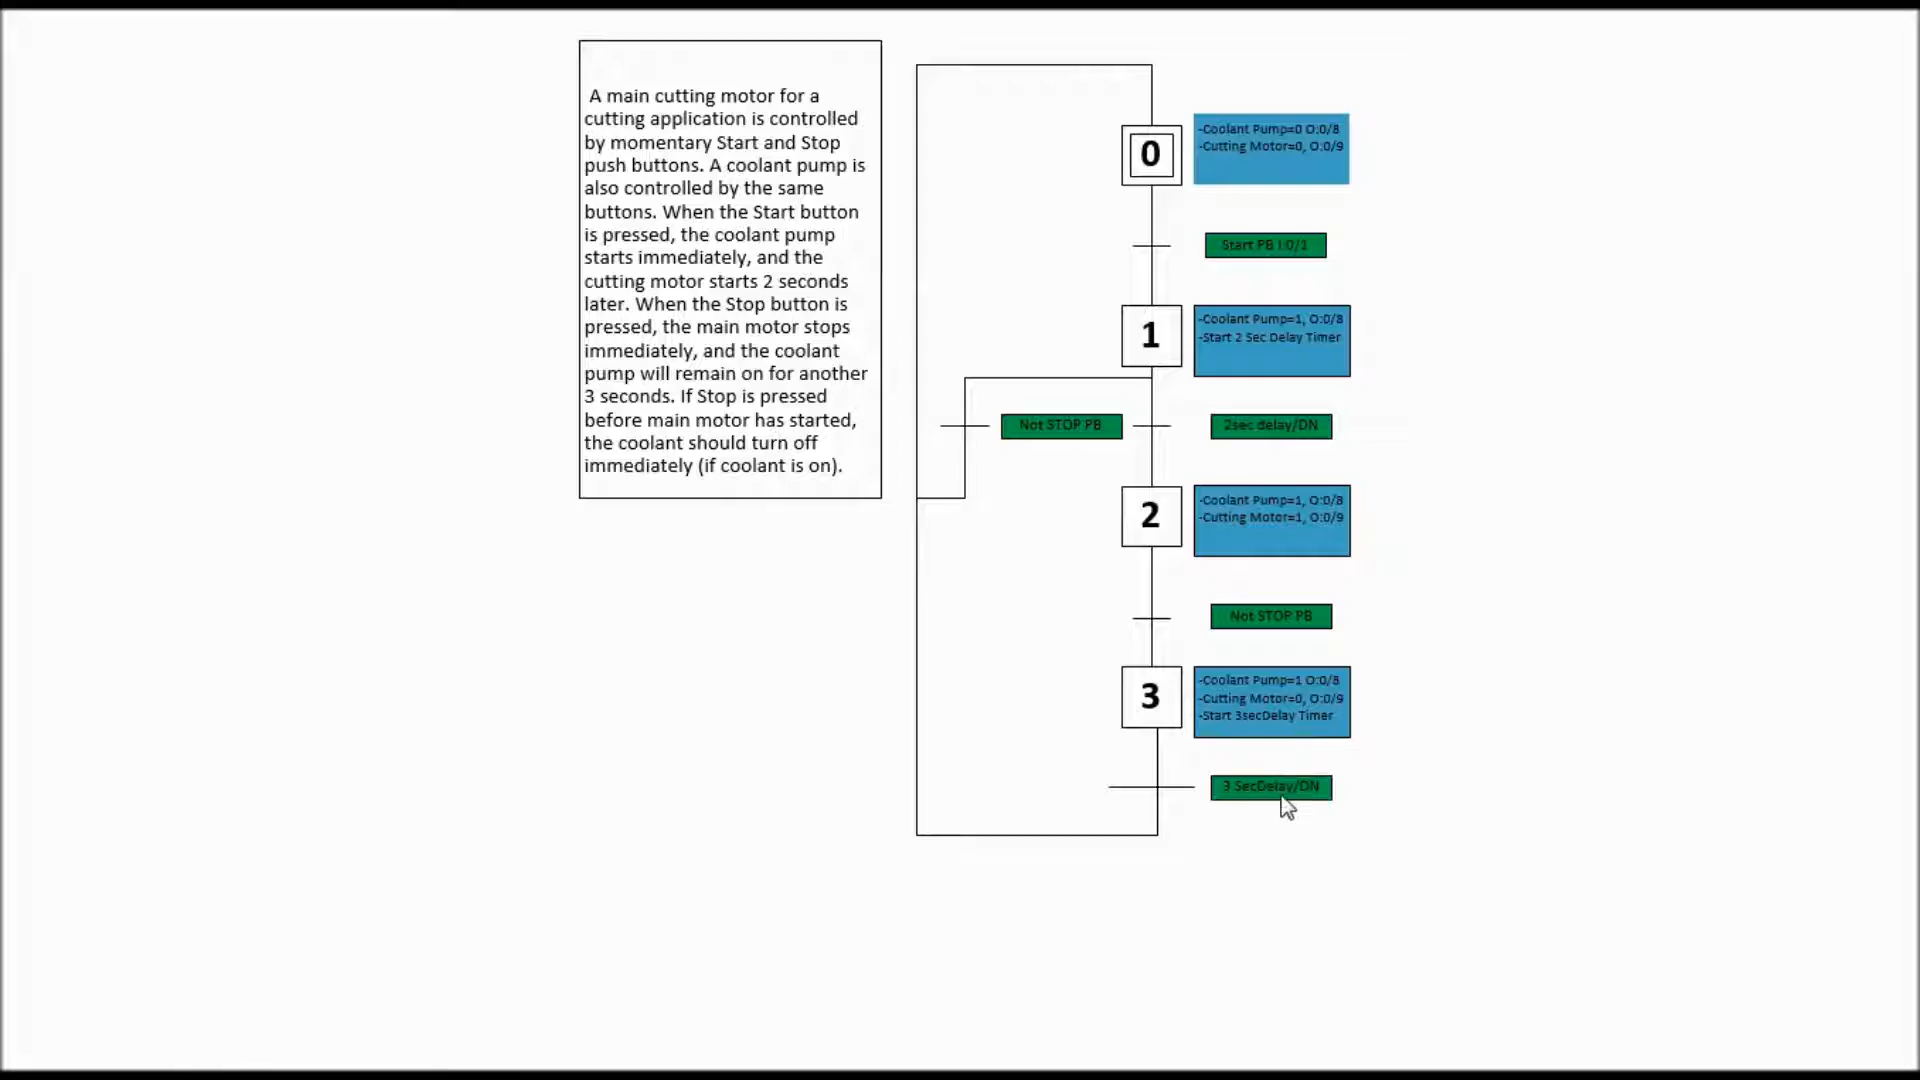 A main cutting motor for a
cutting application is controlled
by momentary Start and Stop
push buttons. A coolant pump is
also controlled by the same
buttons. When the Start button
is pressed, the coolant pump
starts immediately, and the
cutting motor starts 2 seconds
later. When the Stop button is
pressed, the main motor stops
immediately, and the coolant
pump will remain on for another
3 seconds. If Stop is pressed
before main motor has started,
the coolant should turn off
immediately (if coolant is on).
0
-Coolant Pump=0 O:0/8
-Cutting Motor=0, O:0/9
Start PB I:0/1
1
-Coolant Pump=1, O:0/8
-Start 2 Sec Delay Timer
Not STOP PB
2sec delay/DN
2
-Coolant Pump=1, O:0/8
-Cutting Motor=1, O:0/9
Not STOP PB
3
-Coolant Pump=1 O:0/8
-Cutting Motor=0, O:0/9
-Start 3secDelay Timer
3 SecDelay/DN